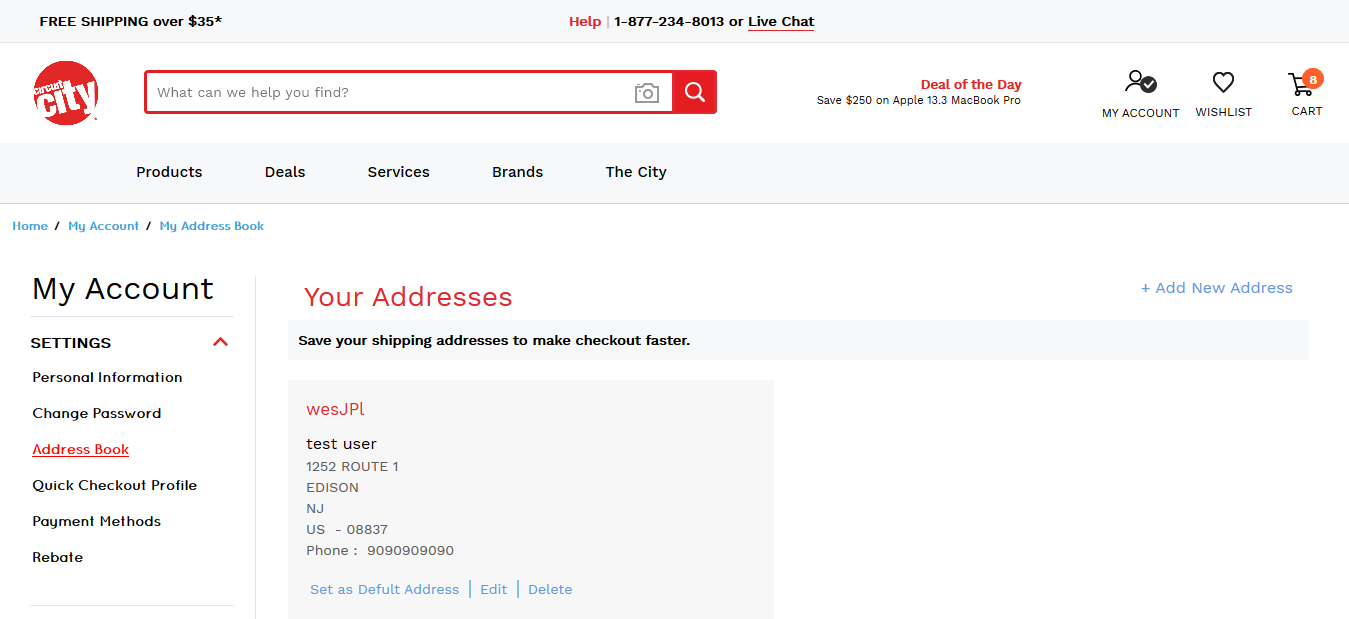 FREE SHIPPING over $35*
Help | 1-877-234-8013 or Live Chat
circuit
city
What can we help you find?
Deal of the Day
Save $250 on Apple 13.3 MacBook Pro
MY ACCOUNT
WISHLIST
8
CART
Products Deals Services Brands The City
Home / My Account / My Address Book
My Account
SETTINGS
Personal Information
Change Password
Address Book
Quick Checkout Profile
Payment Methods
Rebate
Your Addresses
+ Add New Address
Save your shipping addresses to make checkout faster.
wesJPl
test user
1252 ROUTE 1
EDISON
NJ
US - 08837
Phone : 9090909090
Set as Defult Address | Edit | Delete